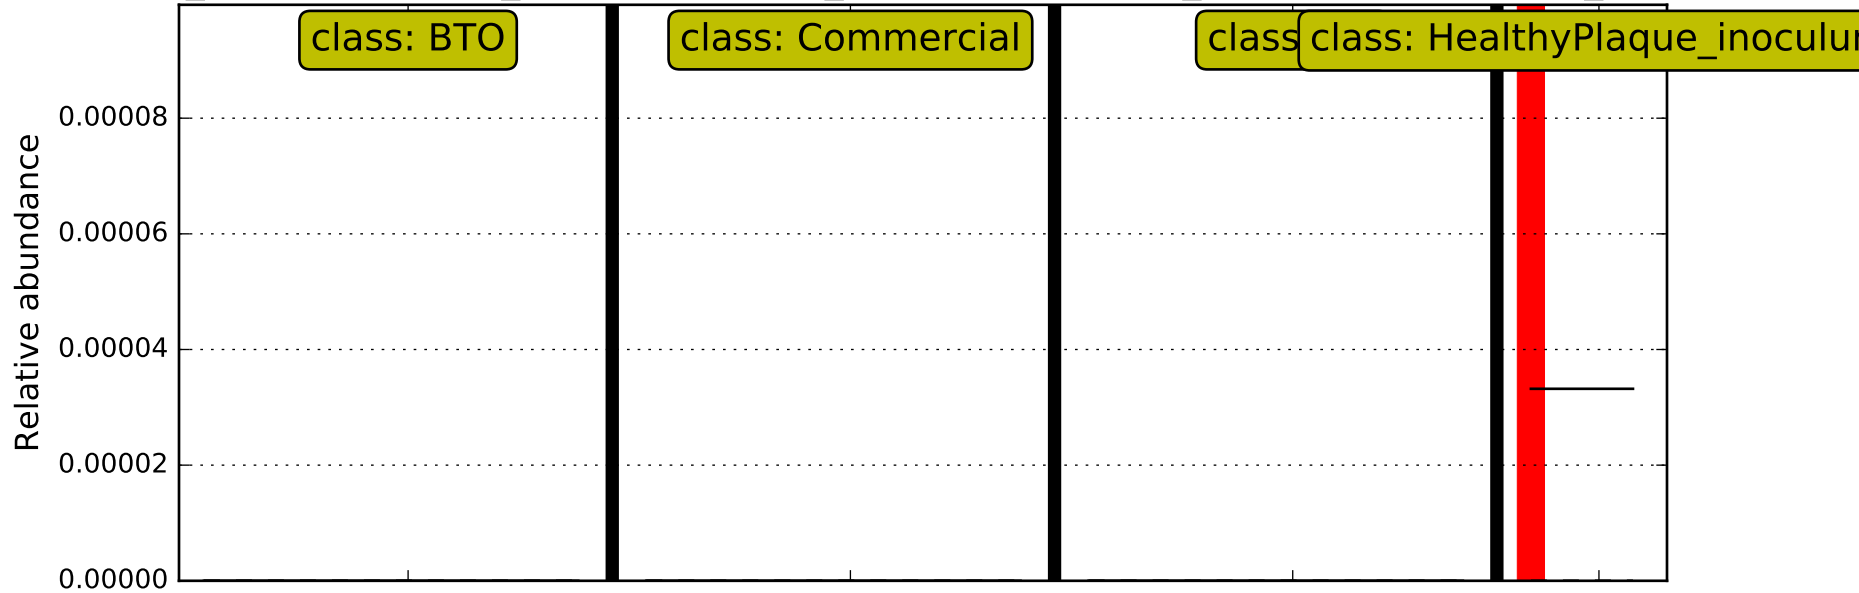 class: BTO
class: Commercial
class
class: HealthyPlaque_inoculu
Relative abundance
0.00008
0.00006
0.00004
0.00002
0.00000